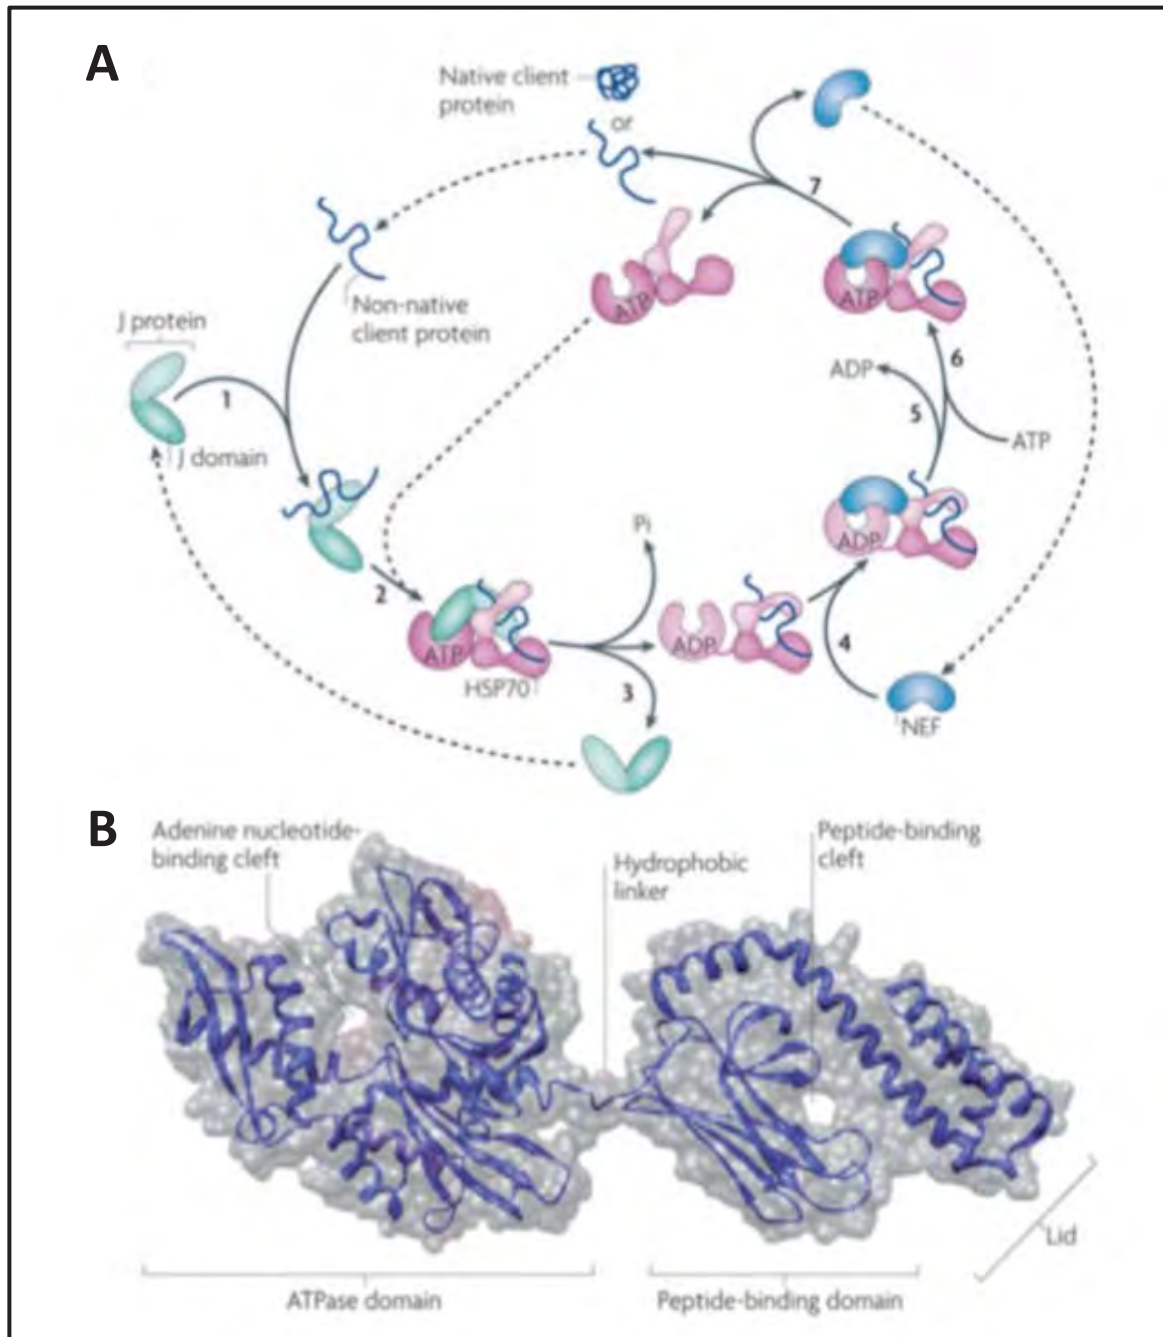 A
Native client
protein
or
7
Non-native
client protein
J protein
1
J domain
ATP
ATP
6
ADP
5
ATP
Pi
ADP
2
ATP
HSP70
ADP
4
3
NEF
B
Adenine nucleotide-
binding cleft
Hydrophobic
linker
Peptide-binding
cleft
Lid
ATPase domain
Peptide-binding domain